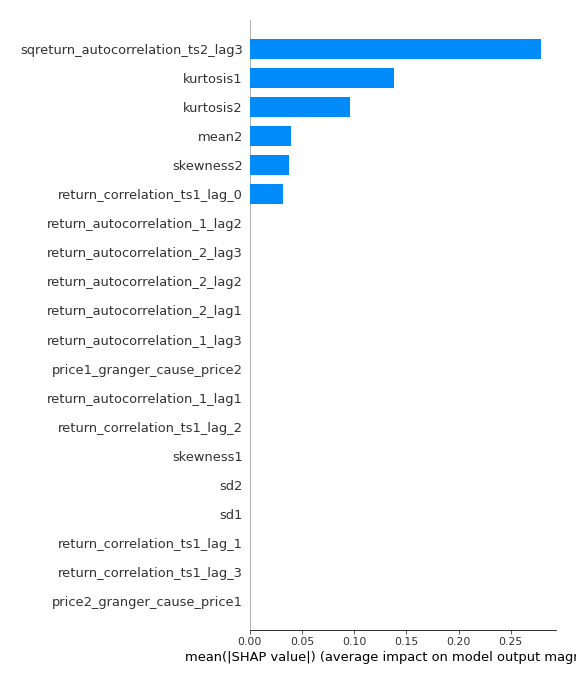 sqreturn_autocorrelation_ts2_lag3
kurtosis1
kurtosis2
mean2
skewness2
return_correlation_ts1_lag_0
return_autocorrelation_1_lag2
return_autocorrelation_2_lag3
return_autocorrelation_2_lag2
return_autocorrelation_2_lag1
return_autocorrelation_1_lag3
price1_granger_cause_price2
return_autocorrelation_1_lag1
return_correlation_ts1_lag_2
skewness1
sd2
sd1
return_correlation_ts1_lag_1
return_correlation_ts1_lag_3
price2_granger_cause_price1
0.00 0.05 0.10 0.15 0.20 0.25
mean(|SHAP value|) (average impact on model output magn